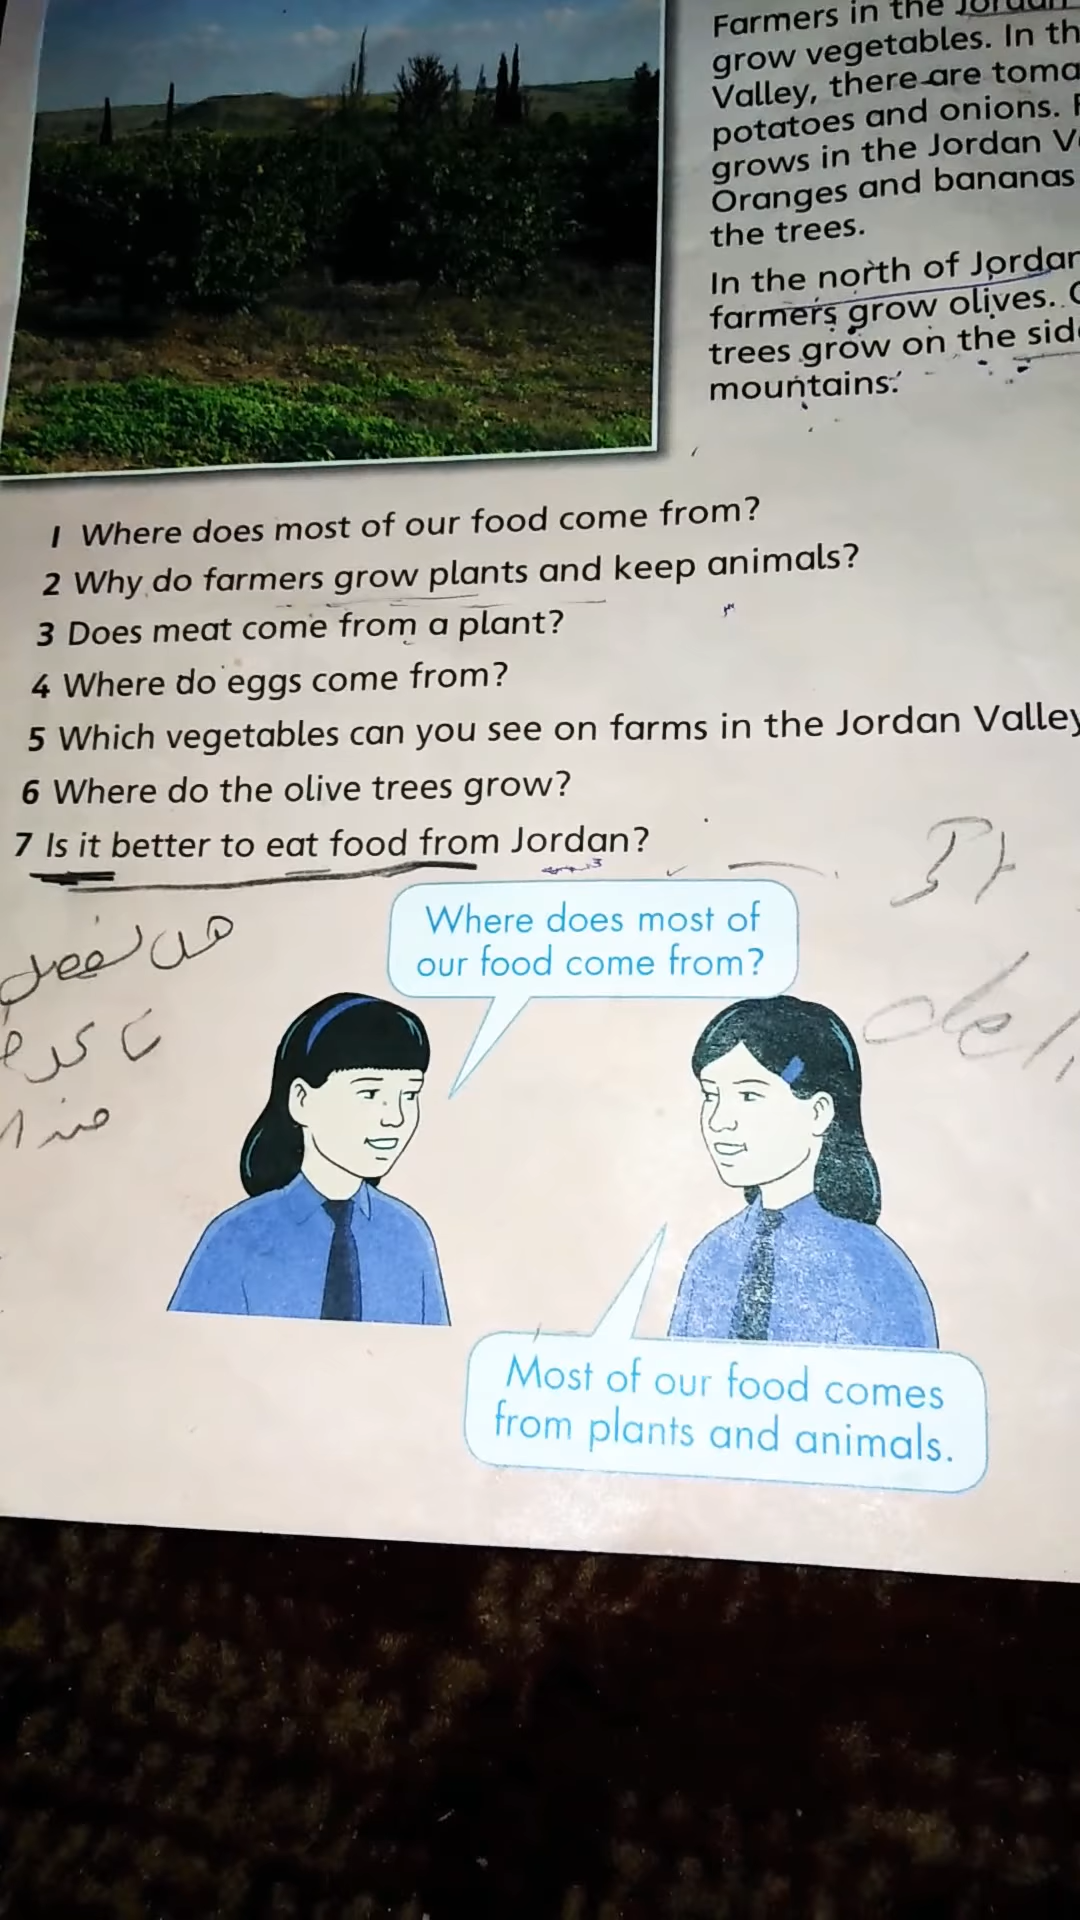 Farmers in the Jordan
grow vegetables. In th
Valley, there are toma
potatoes and onions. F
grows in the Jordan V
Oranges and bananas
the trees.
In the north of Jordan
farmers grow olives. O
trees grow on the side
mountains.
1 Where does most of our food come from?
2 Why do farmers grow plants and keep animals?
3 Does meat come from a plant?
4 Where do eggs come from?
5 Which vegetables can you see on farms in the Jordan Valley
6 Where do the olive trees grow?
7 Is it better to eat food from Jordan?
It
deli
هل
Where does most of
our food come from?
Most of our food comes
from plants and animals.